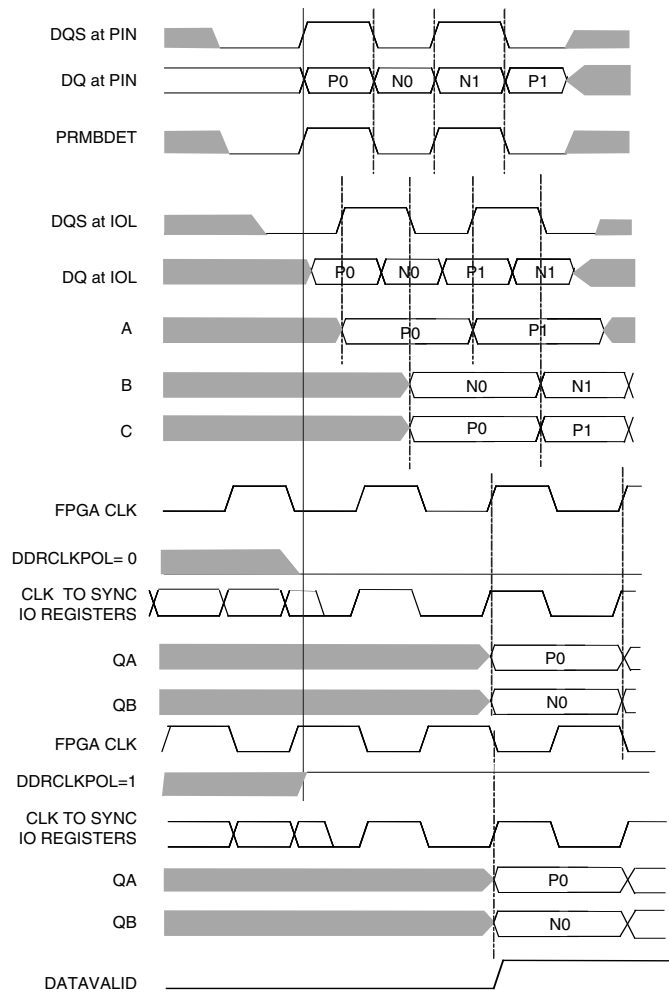 DQS at PIN
DQ at PIN P0 N0 N1 P1
PRMBDET
DQS at IOL
DQ at IOL P0 N0 P1 N1
A P0 P1
B N0 N1
C P0 P1
FPGA CLK
DDRCLKPOL= 0
CLK TO SYNC
IO REGISTERS
QA P0
QB N0
FPGA CLK
DDRCLKPOL=1
CLK TO SYNC
IO REGISTERS
QA P0
QB N0
DATAVALID